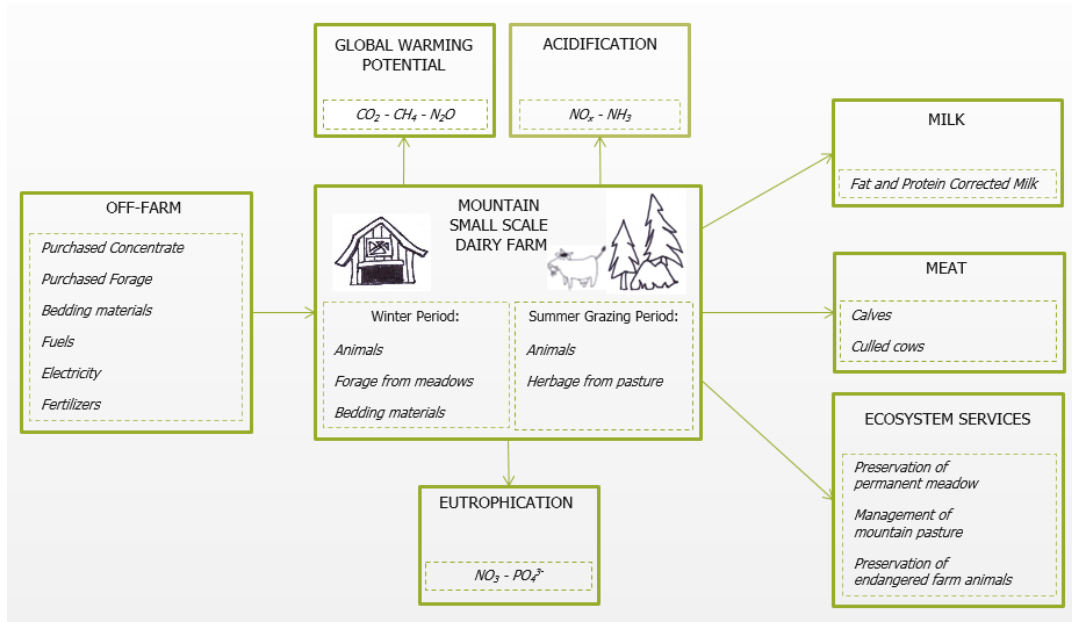 GLOBAL WARMING
POTENTIAL
CO₂ - CH₄ - N₂O
ACIDIFICATION
NOₓ - NH₃
MILK
Fat and Protein Corrected Milk
OFF-FARM
Purchased Concentrate
Purchased Forage
Bedding materials
Fuels
Electricity
Fertilizers
MOUNTAIN
SMALL SCALE
DAIRY FARM
Winter Period:
Animals
Forage from meadows
Bedding materials
Summer Grazing Period:
Animals
Herbage from pasture
MEAT
Calves
Culled cows
ECOSYSTEM SERVICES
Preservation of
permanent meadow
Management of
mountain pasture
Preservation of
endangered farm animals
EUTROPHICATION
NO₃ - PO₄³⁻